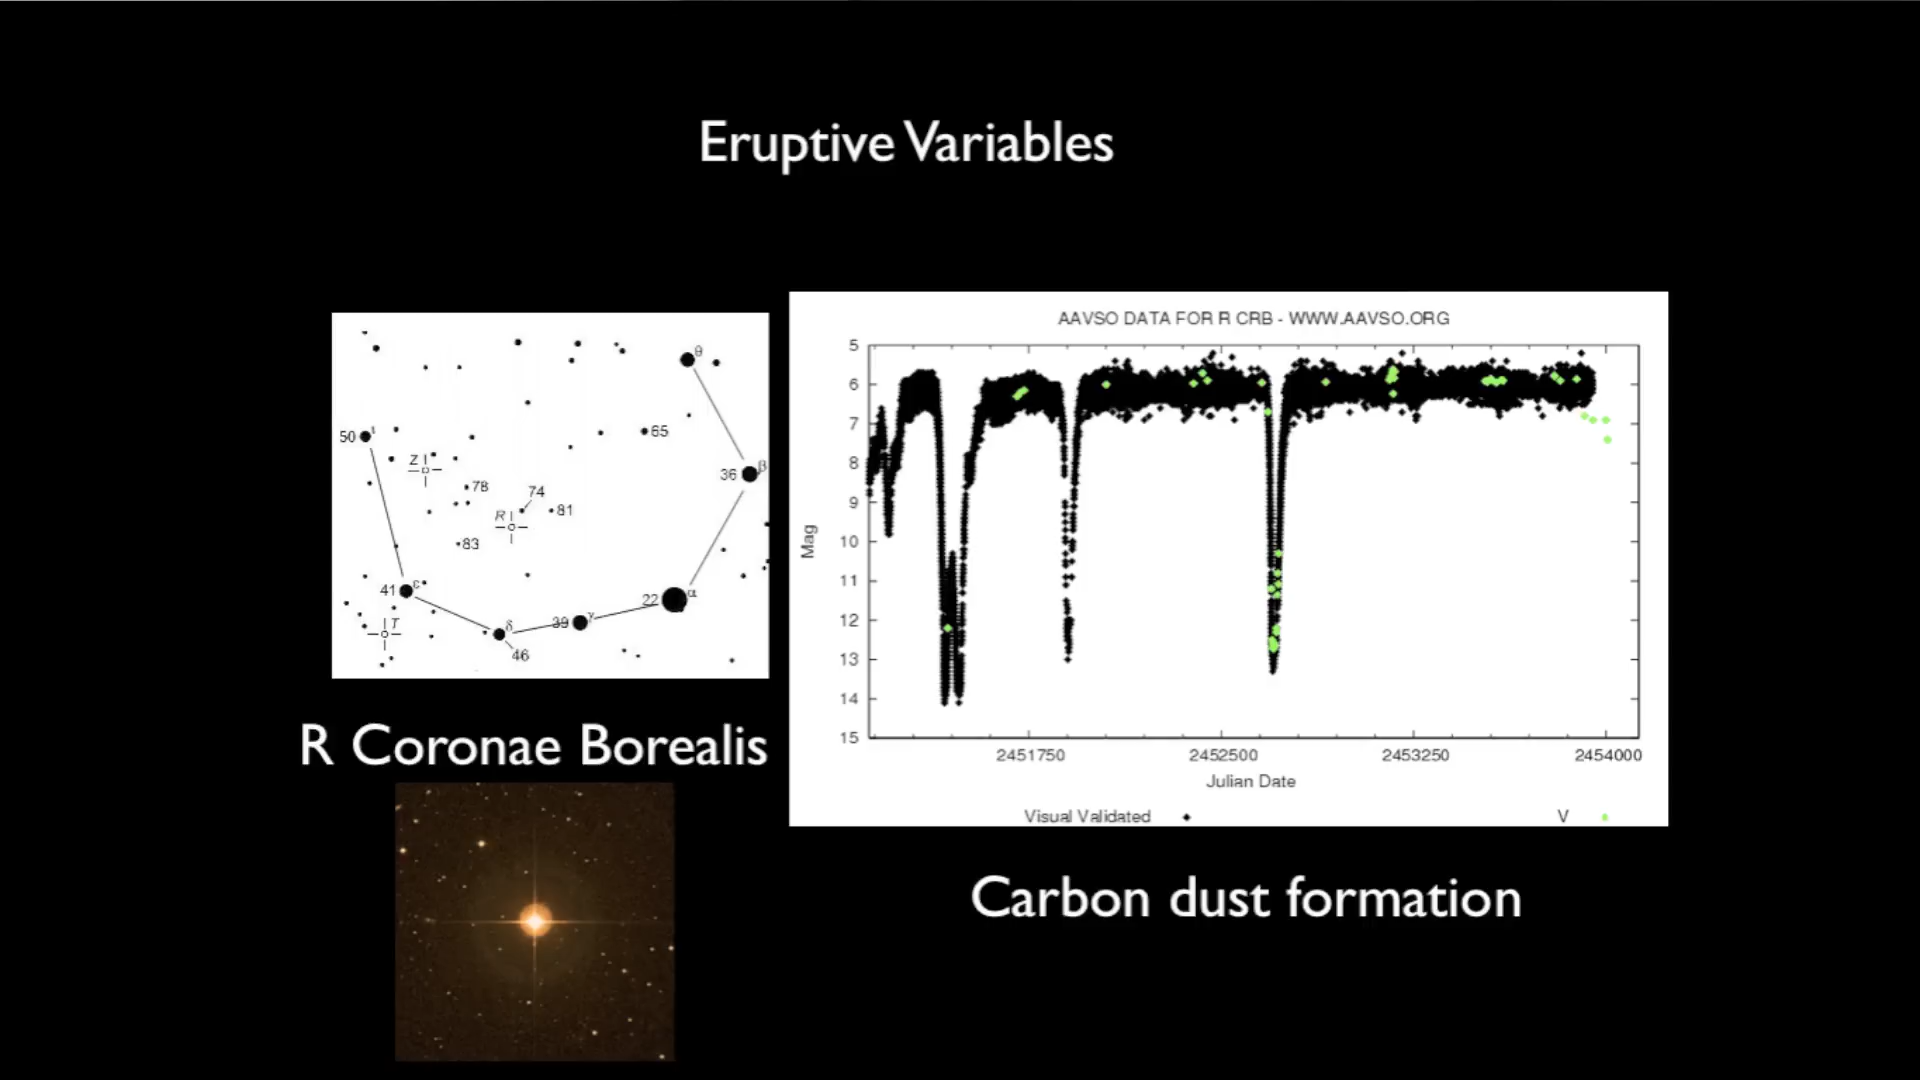 Eruptive Variables
θ
50 ι
65
Z
36 β
78
74
R
81
83
41 ε
22 α
T
δ
39 γ
46
R Coronae Borealis
AAVSO DATA FOR R CRB - WWW.AAVSO.ORG
5
6
7
8
9
10
11
12
13
14
15
Mag
2451750 2452500 2453250 2454000
Julian Date
Visual Validated V
Carbon dust formation